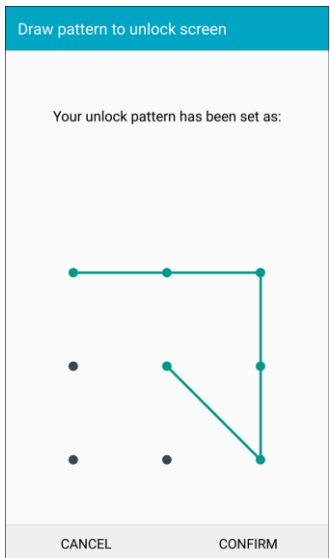 Draw pattern to unlock screen
Your unlock pattern has been set as:
CANCEL
CONFIRM